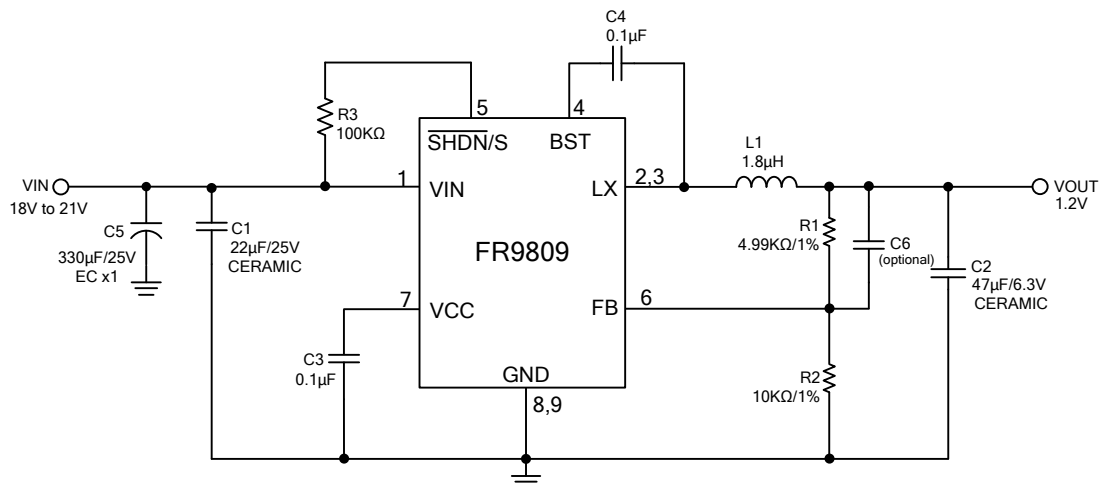 C4
0.1µF
R3
100KΩ
5
4
SHDN/S
BST
L1
1.8µH
VIN
18V to 21V
1
VIN
LX
2,3
VOUT
1.2V
C5
330µF/25V
EC x1
C1
22µF/25V
CERAMIC
FR9809
R1
4.99KΩ/1%
C6
(optional)
C2
47µF/6.3V
CERAMIC
7
VCC
FB
6
C3
0.1µF
GND
8,9
R2
10KΩ/1%